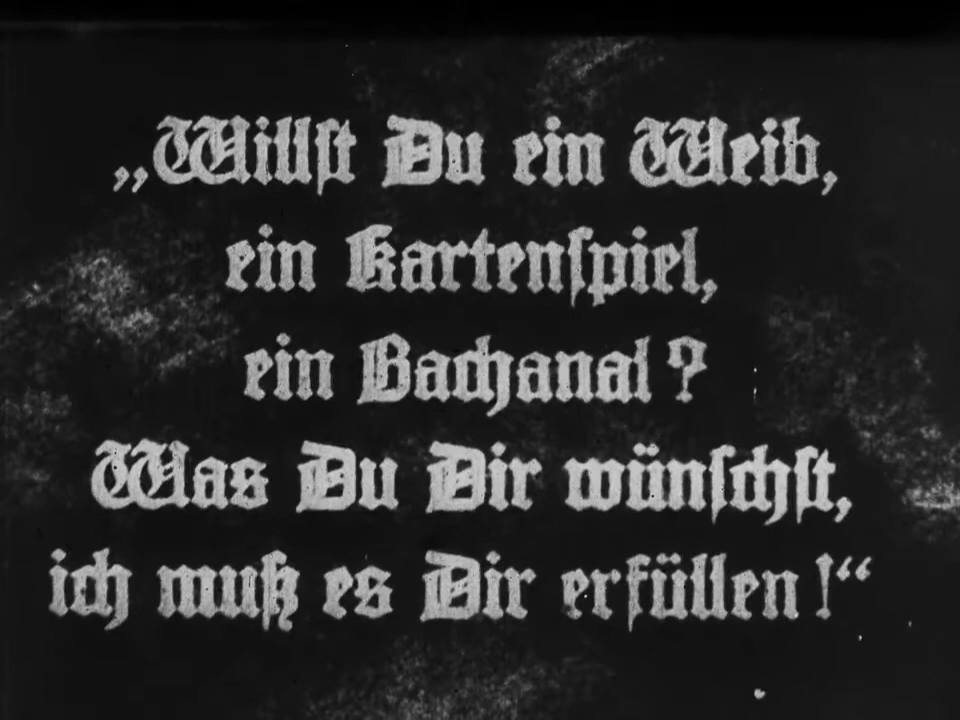 „Willst Du ein Weib,
ein Kartenspiel,
ein Bachanal?
Was Du Dir wünschst,
ich muß es Dir erfüllen!“